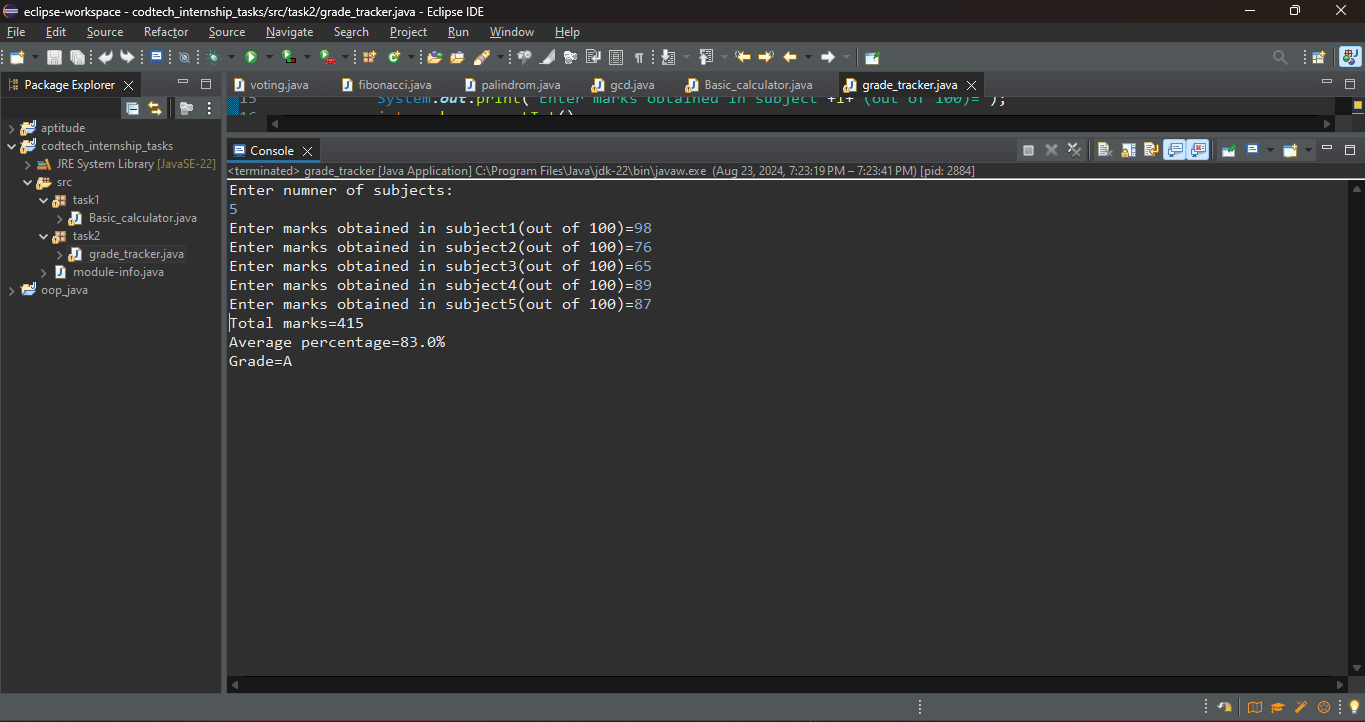 eclipse-workspace - codtech_internship_tasks/src/task2/grade_tracker.java - Eclipse IDE
File Edit Source Refactor Source Navigate Search Project Run Window Help
Package Explorer
voting.java fibonacci.java palindrom.java gcd.java Basic_calculator.java grade_tracker.java
15 System.out.print("Enter marks obtained in subject"+i+"(out of 100)=");
16
aptitude
codtech_internship_tasks
JRE System Library [JavaSE-22]
src
task1
Basic_calculator.java
task2
grade_tracker.java
module-info.java
oop_java
Console
<terminated> grade_tracker [Java Application] C:\Program Files\Java\jdk-22\bin\javaw.exe (Aug 23, 2024, 7:23:19 PM – 7:23:41 PM) [pid: 2884]
Enter numner of subjects:
5
Enter marks obtained in subject1(out of 100)=98
Enter marks obtained in subject2(out of 100)=76
Enter marks obtained in subject3(out of 100)=65
Enter marks obtained in subject4(out of 100)=89
Enter marks obtained in subject5(out of 100)=87
Total marks=415
Average percentage=83.0%
Grade=A